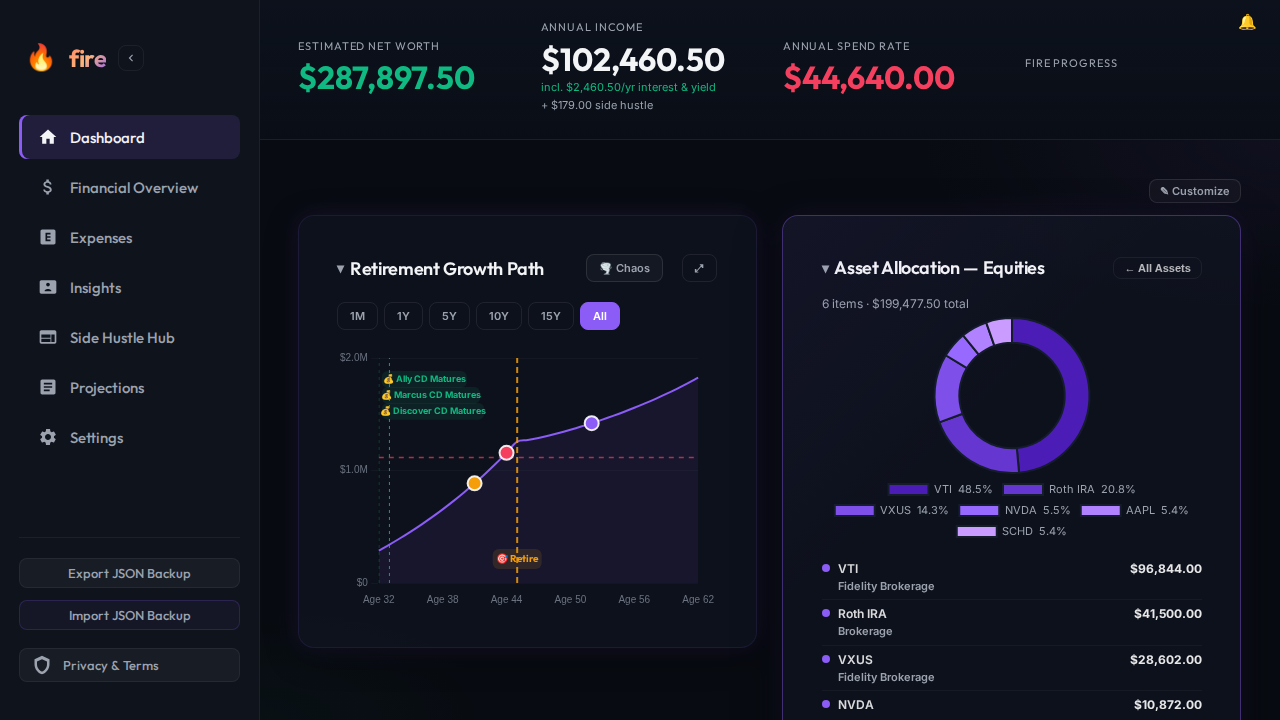 fire
Dashboard
Financial Overview
Expenses
Insights
Side Hustle Hub
Projections
Settings
Export JSON Backup
Import JSON Backup
Privacy & Terms
ESTIMATED NET WORTH
$287,897.50
ANNUAL INCOME
$102,460.50
incl. $2,460.50/yr interest & yield
+ $179.00 side hustle
ANNUAL SPEND RATE
$44,640.00
FIRE PROGRESS
Customize
Retirement Growth Path
Chaos
1M 1Y 5Y 10Y 15Y All
$2.0M
Ally CD Matures
Marcus CD Matures
Discover CD Matures
$1.0M
Retire
$0
Age 32 Age 38 Age 44 Age 50 Age 56 Age 62
Asset Allocation — Equities
← All Assets
6 items · $199,477.50 total
VTI 48.5% Roth IRA 20.8%
VXUS 14.3% NVDA 5.5% AAPL 5.4%
SCHD 5.4%
VTI $96,844.00
Fidelity Brokerage
Roth IRA $41,500.00
Brokerage
VXUS $28,602.00
Fidelity Brokerage
NVDA $10,872.00